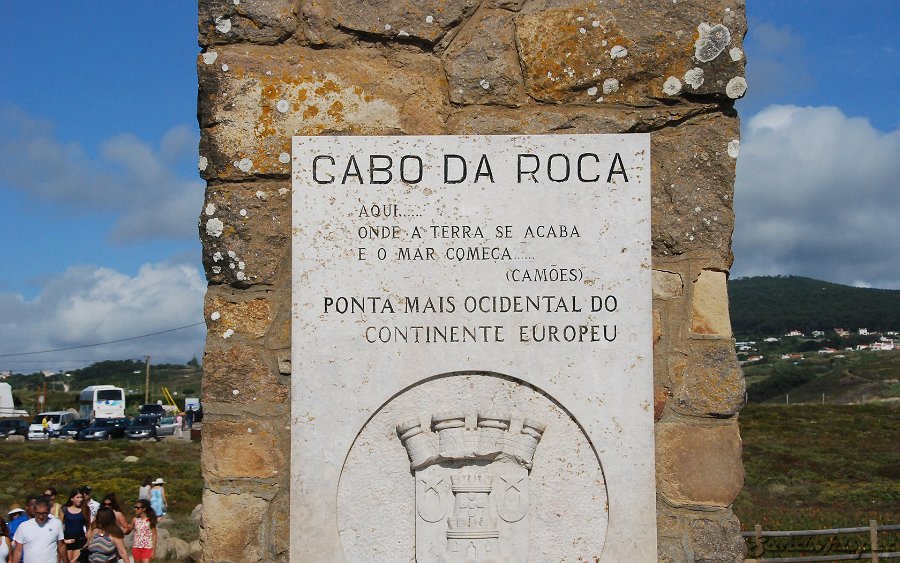 CABO DA ROCA
AQUI......
ONDE A TERRA SE ACABA
E O MAR COMEÇA.....
(CAMÕES)...
PONTA MAIS OCIDENTAL DO
CONTINENTE EUROPEU